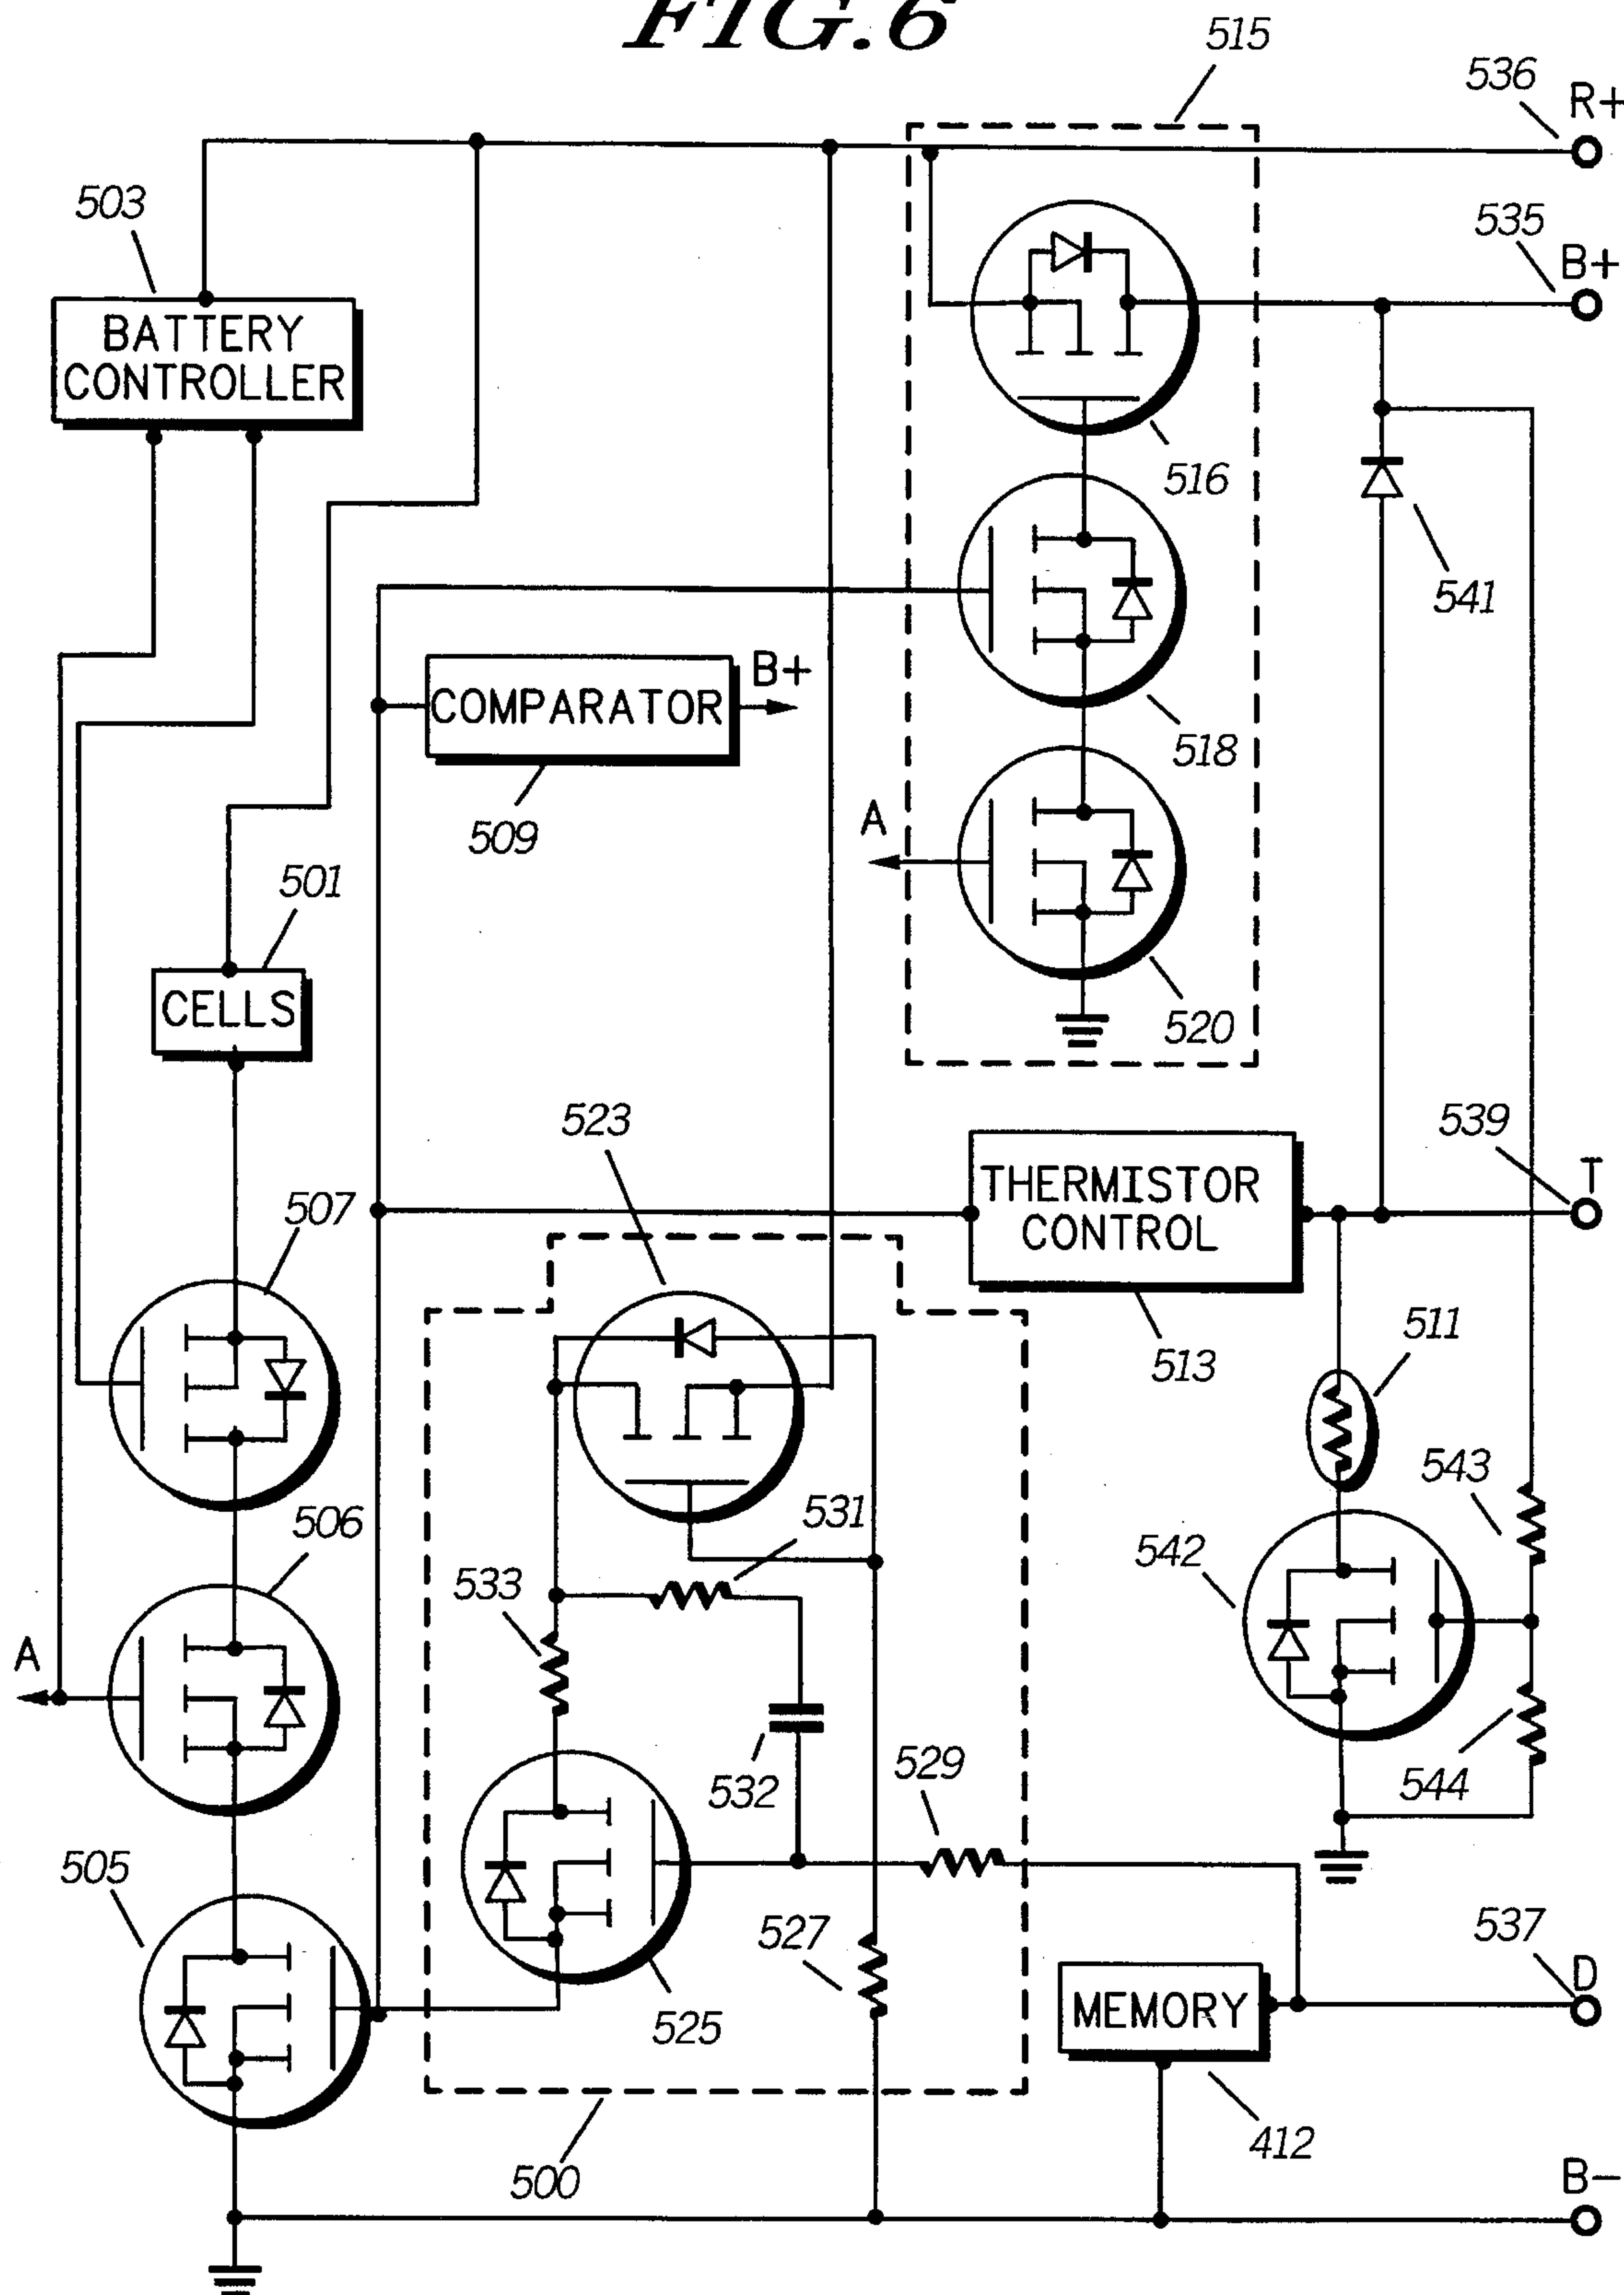 FIG.6
515
536
R+
503
535
B+
BATTERY
CONTROLLER
516
541
B+
COMPARATOR
518
509
A
501
CELLS
520
523
539
T
THERMISTOR
CONTROL
507
511
513
543
531
506
542
533
A
532
529
544
505
527
537
D
MEMORY
525
412
500
B-